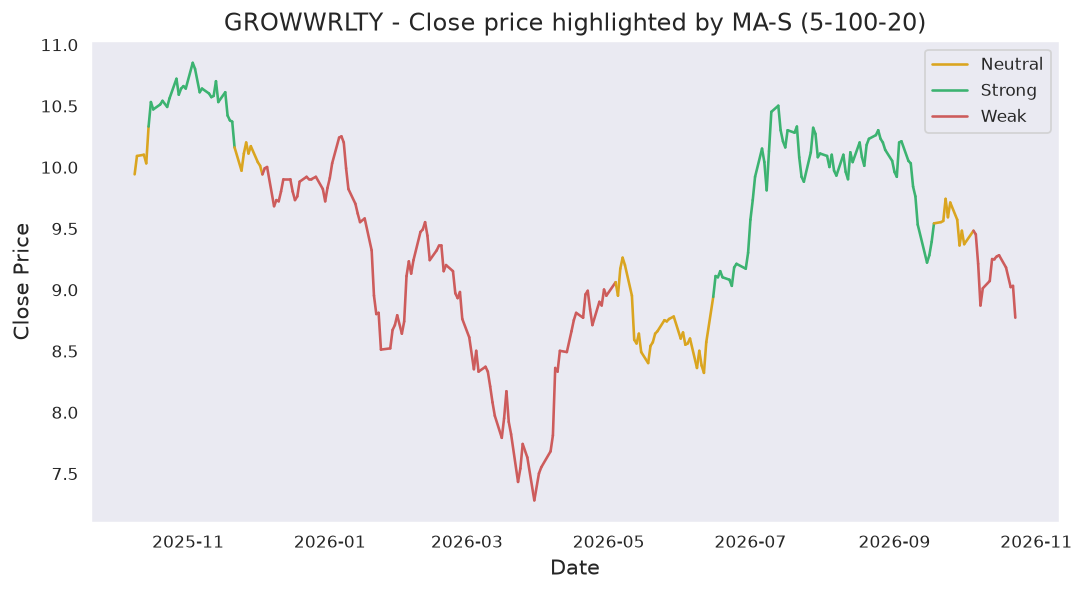 GROWWRLTY - Close price highlighted by MA-S (5-100-20)
11.0
10.5
10.0
9.5
9.0
8.5
8.0
7.5
Close Price
Neutral
Strong
Weak
2025-11 2026-01 2026-03 2026-05 2026-07 2026-09 2026-11
Date